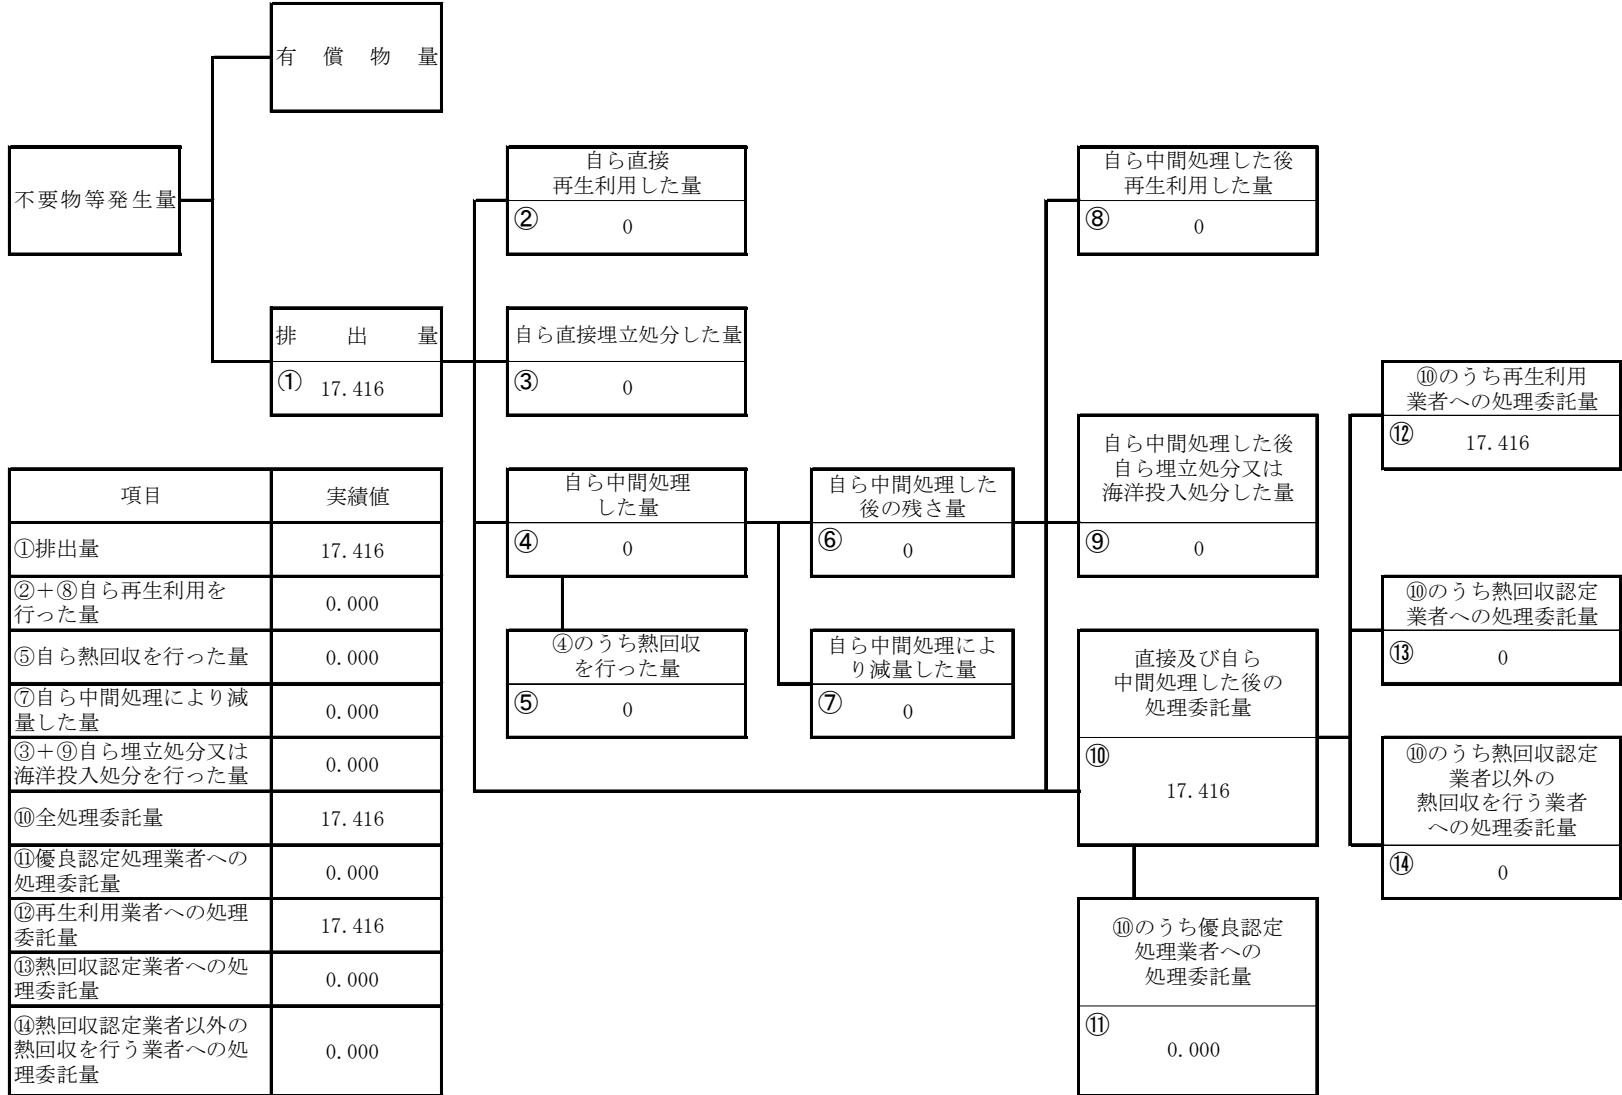 有償物量
不要物等発生量
排出量
① 17.416
自ら直接
再生利用した量
② 0
自ら直接埋立処分した量
③ 0
自ら中間処理
した量
④ 0
④のうち熱回収
を行った量
⑤ 0
自ら中間処理した
後の残さ量
⑥ 0
自ら中間処理によ
り減量した量
⑦ 0
自ら中間処理した後
再生利用した量
⑧ 0
自ら中間処理した後
自ら埋立処分又は
海洋投入処分した量
⑨ 0
直接及び自ら
中間処理した後の
処理委託量
⑩
17.416
⑩のうち優良認定
処理業者への
処理委託量
⑪
0.000
⑩のうち再生利用
業者への処理委託量
⑫ 17.416
⑩のうち熱回収認定
業者への処理委託量
⑬ 0
⑩のうち熱回収認定
業者以外の
熱回収を行う業者
への処理委託量
⑭ 0
項目 実績値
①排出量 17.416
②＋⑧自ら再生利用を
行った量 0.000
⑤自ら熱回収を行った量 0.000
⑦自ら中間処理により減
量した量 0.000
③＋⑨自ら埋立処分又は
海洋投入処分を行った量 0.000
⑩全処理委託量 17.416
⑪優良認定処理業者への
処理委託量 0.000
⑫再生利用業者への処理
委託量 17.416
⑬熱回収認定業者への処
理委託量 0.000
⑭熱回収認定業者以外の
熱回収を行う業者への処
理委託量 0.000